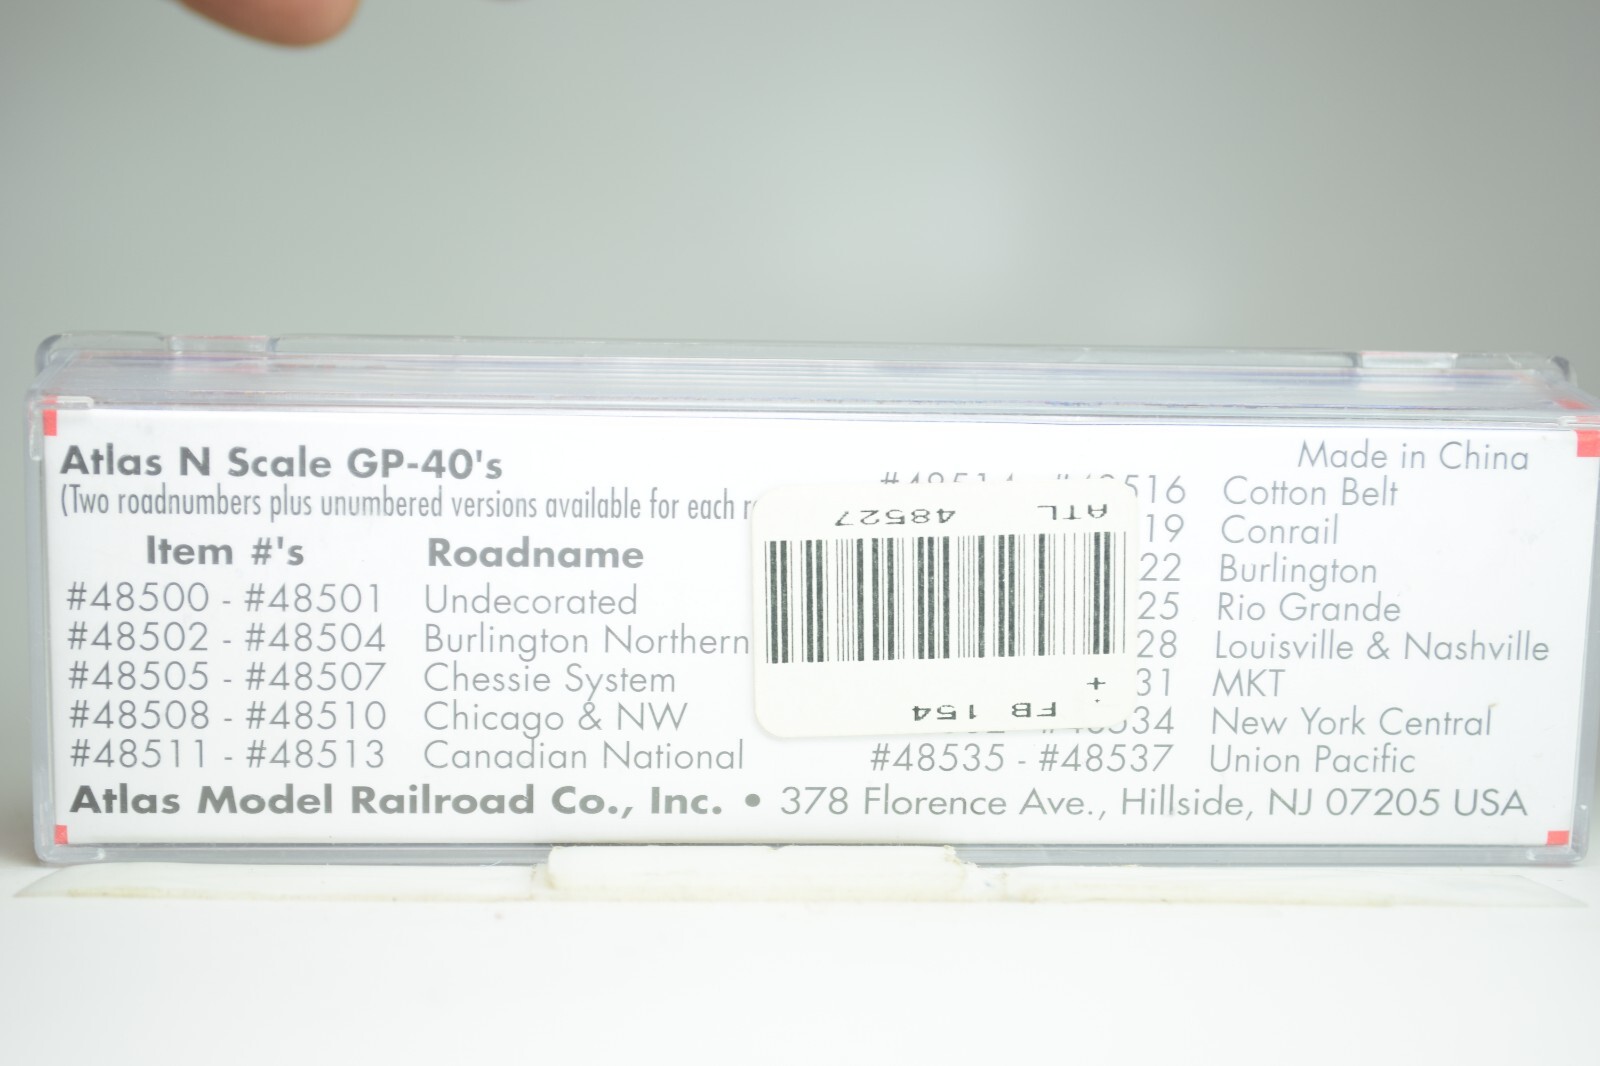 Atlas N Scale GP-40's
(Two roadnumbers plus unumbered versions available for each
Item #'s Roadname
#48500 - #48501 Undecorated
#48502 - #48504 Burlington Northern
#48505 - #48507 Chessie System
#48508 - #48510 Chicago & NW
#48511 - #48513 Canadian National
Made in China
516 Cotton Belt
19 Conrail
22 Burlington
25 Rio Grande
28 Louisville & Nashville
31 MKT
534 New York Central
#48535 - #48537 Union Pacific
ATL 48527
+
FB 154
Atlas Model Railroad Co., Inc. • 378 Florence Ave., Hillside, NJ 07205 USA